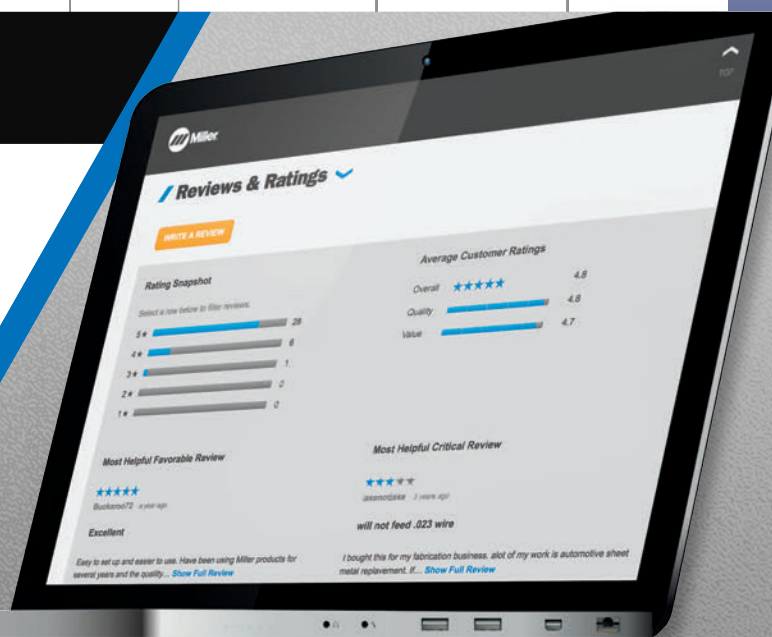 TOP
Miller
Reviews & Ratings
WRITE A REVIEW
Rating Snapshot
Select a row below to filter reviews.
5★ 28
4★ 6
3★ 1
2★ 0
1★ 0
Average Customer Ratings
Overall ★★★★★ 4.8
Quality 4.8
Value 4.7
Most Helpful Favorable Review
★★★★★
Buckaroo72 a year ago
Excellent
Easy to set up and easier to use. Have been using Miller products for
several years and the quality... Show Full Review
Most Helpful Critical Review
★★★★★
3 years ago
will not feed .023 wire
I bought this for my fabrication business. alot of my work is automotive sheet
metal replavement. If... Show Full Review